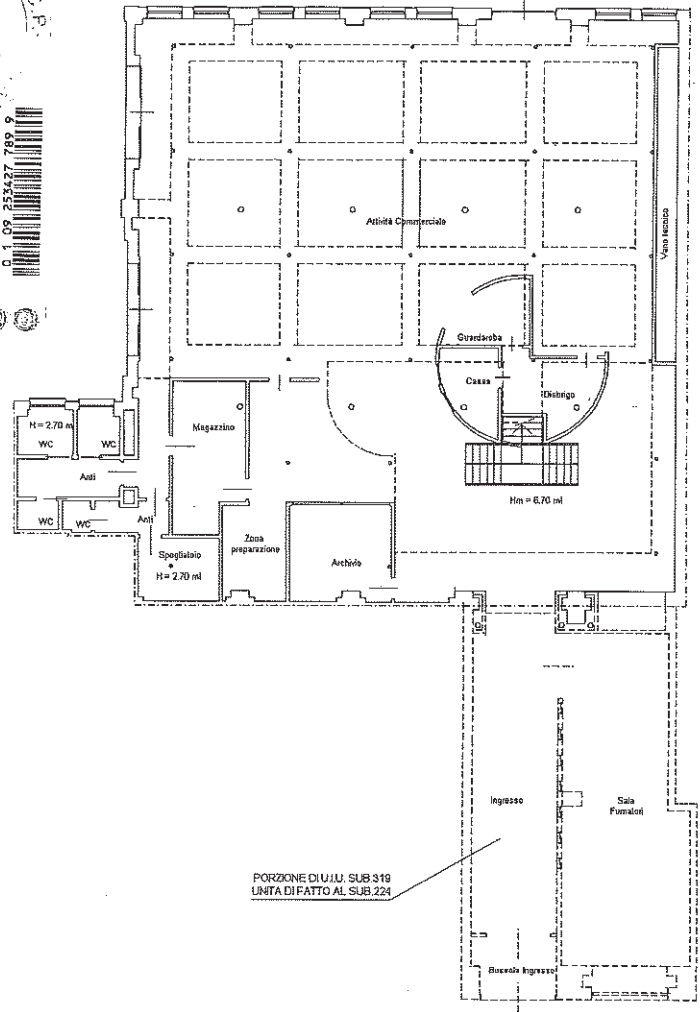 0 1 09 253427 789 9
Attività Commerciale
Vano tecnico
Guardaroba
Cassa
Disbrigo
H = 2.70 m
WC
WC
Magazzino
Anti
WC
WC
Anti
Hm = 6.70 ml
Spogliatoio
H = 2.70 ml
Zona
preparazione
Archivio
Ingresso
Sala
Fumatori
PORZIONE DI U.I.U. SUB.319
UNITA DI FATTO AL SUB.224
Bussola Ingresso